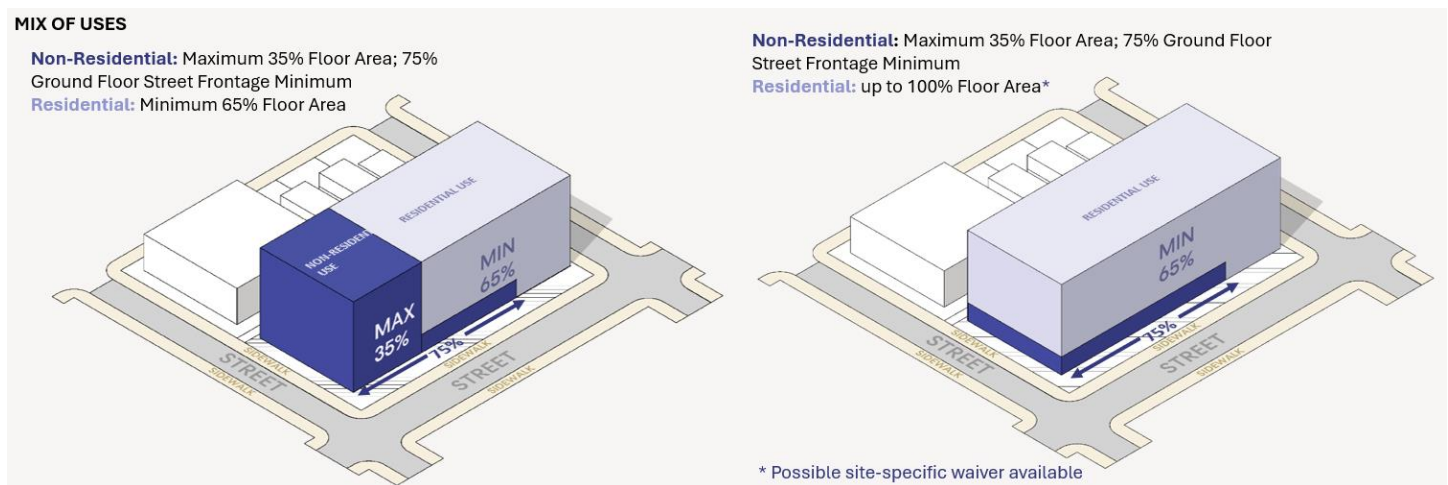 MIX OF USES
Non-Residential: Maximum 35% Floor Area; 75%
Ground Floor Street Frontage Minimum
Residential: Minimum 65% Floor Area
RESIDENTIAL USE
NON-RESIDENT
USE
MIN
65%
MAX
35%
75%
SIDEWALK
STREET
SIDEWALK
SIDEWALK
STREET
SIDEWALK
Non-Residential: Maximum 35% Floor Area; 75% Ground Floor
Street Frontage Minimum
Residential: up to 100% Floor Area*
RESIDENTIAL USE
MIN
65%
75%
SIDEWALK
STREET
SIDEWALK
SIDEWALK
STREET
SIDEWALK
* Possible site-specific waiver available